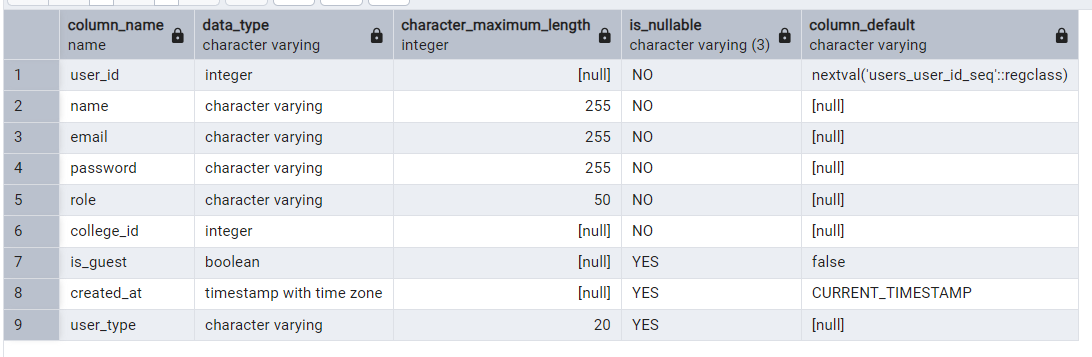 column_name data_type character_maximum_length is_nullable column_default
name character varying integer character varying (3) character varying
1 user_id integer [null] NO nextval('users_user_id_seq'::regclass)
2 name character varying 255 NO [null]
3 email character varying 255 NO [null]
4 password character varying 255 NO [null]
5 role character varying 50 NO [null]
6 college_id integer [null] NO [null]
7 is_guest boolean [null] YES false
8 created_at timestamp with time zone [null] YES CURRENT_TIMESTAMP
9 user_type character varying 20 YES [null]